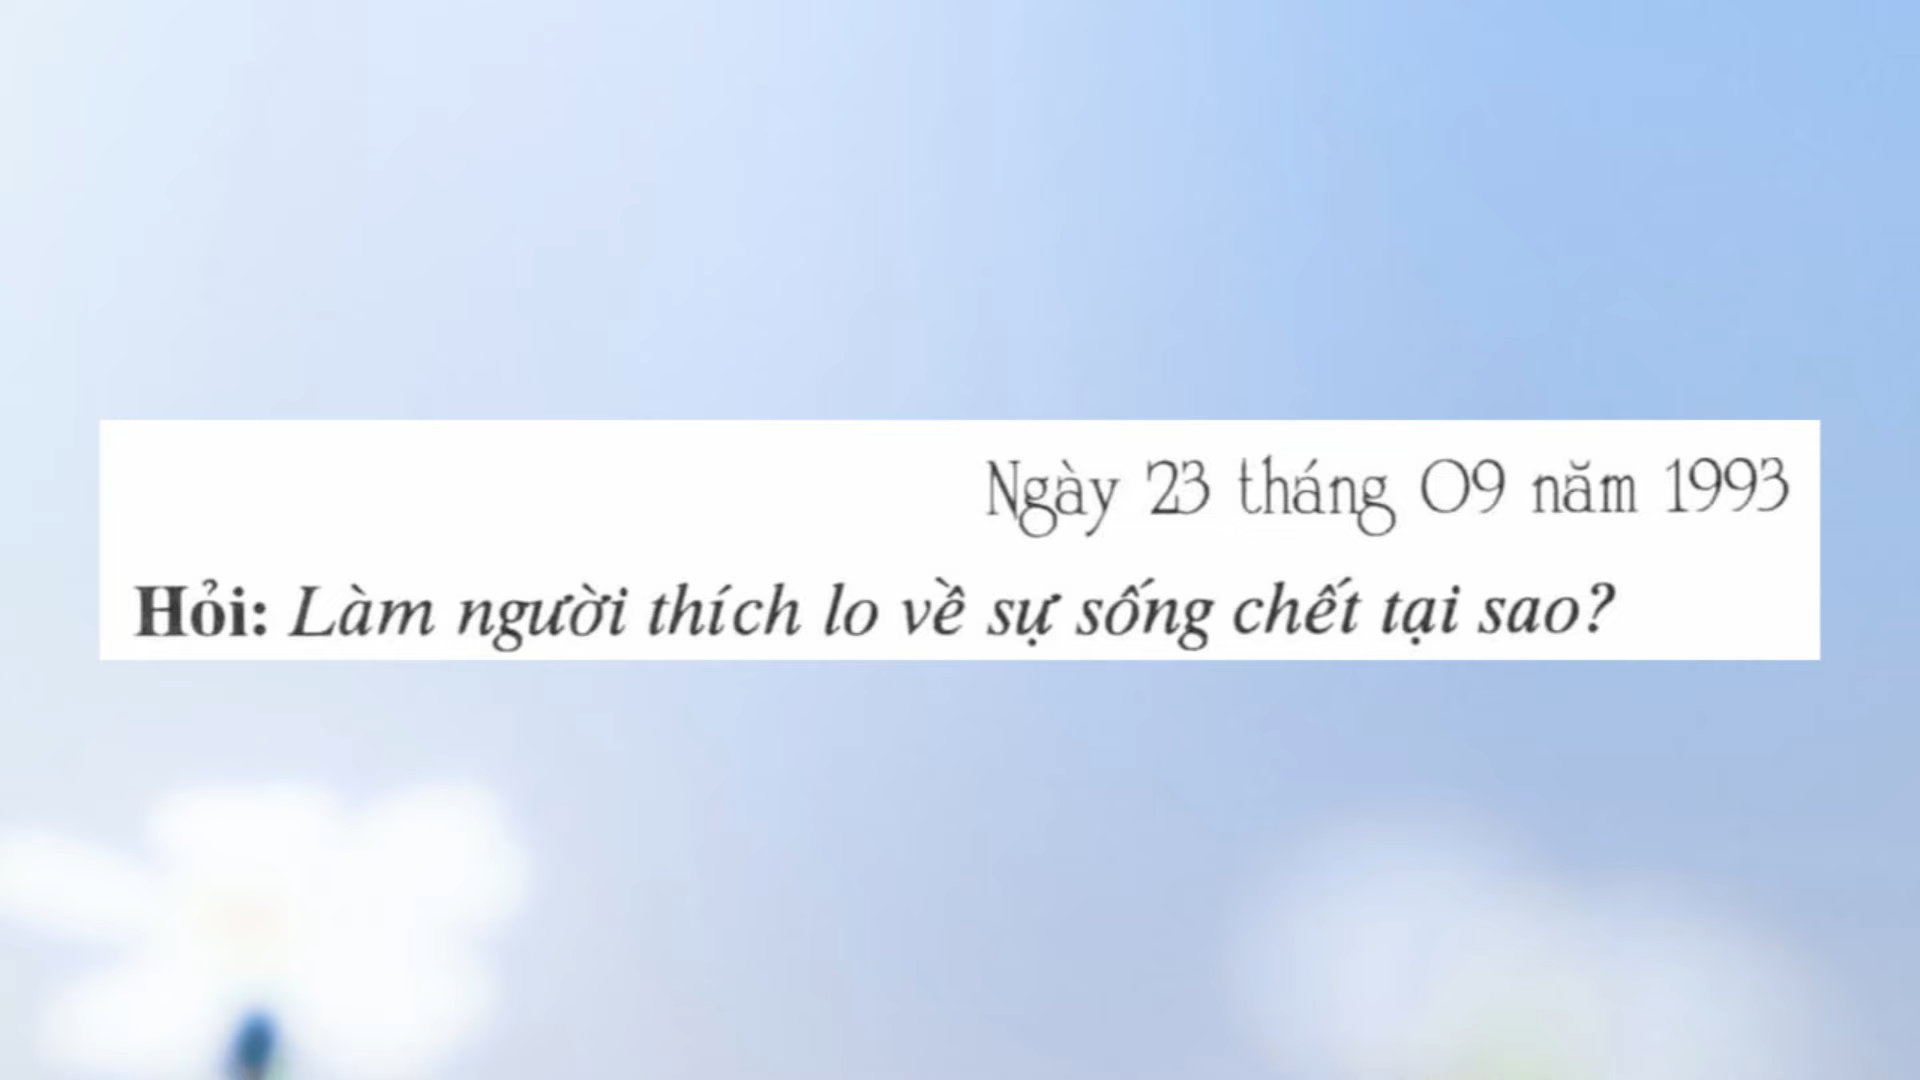 Ngày 23 tháng 09 năm 1993
Hỏi: Làm người thích lo về sự sống chết tại sao?